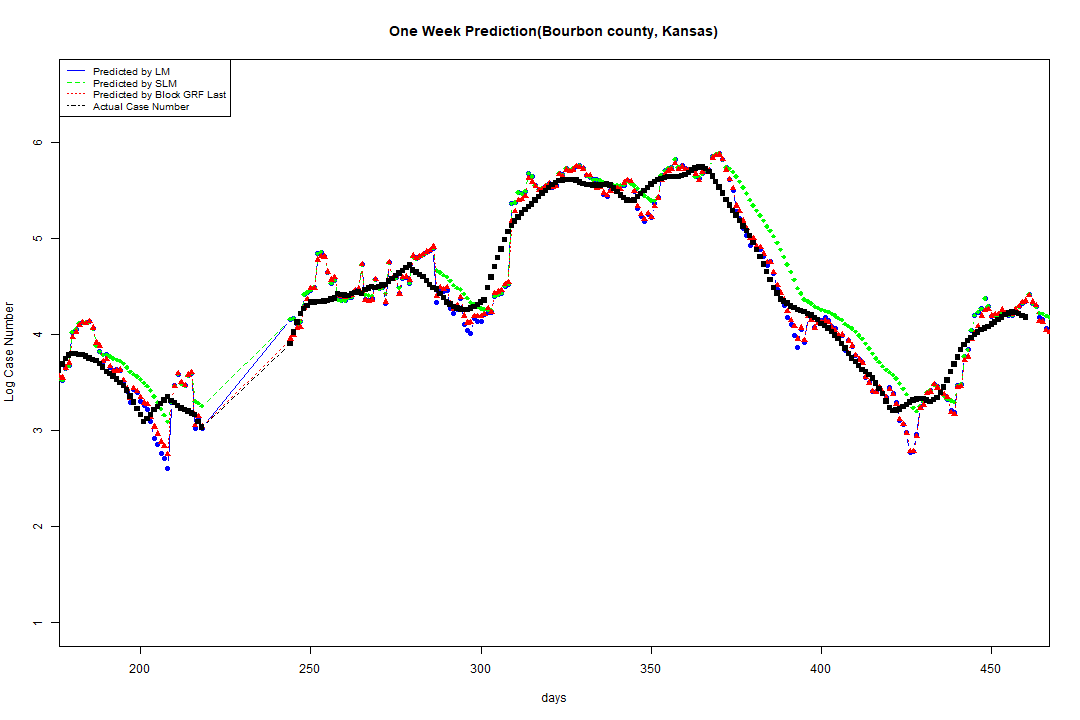 One Week Prediction(Bourbon county, Kansas)
Predicted by LM
Predicted by SLM
Predicted by Block GRF Last
Actual Case Number
6
5
4
3
2
1
Log Case Number
200 250 300 350 400 450
days